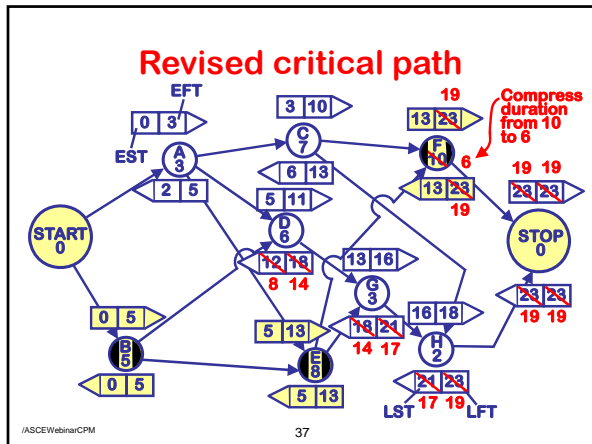 Revised critical path
EFT
19
0 3
3 10
13 23
Compress
duration
from 10
to 6
EST
A
3
C
7
F
10
6
2 5
6 13
13 23
19
19 19
23 23
5 11
START
0
D
6
STOP
0
12 18
8 14
13 16
G
3
23 23
19 19
0 5
5 13
16 18
B
5
E
8
18 21
14 17
H
2
0 5
5 13
21 23
LST 17 19 LFT
/ASCEWebinarCPM
37